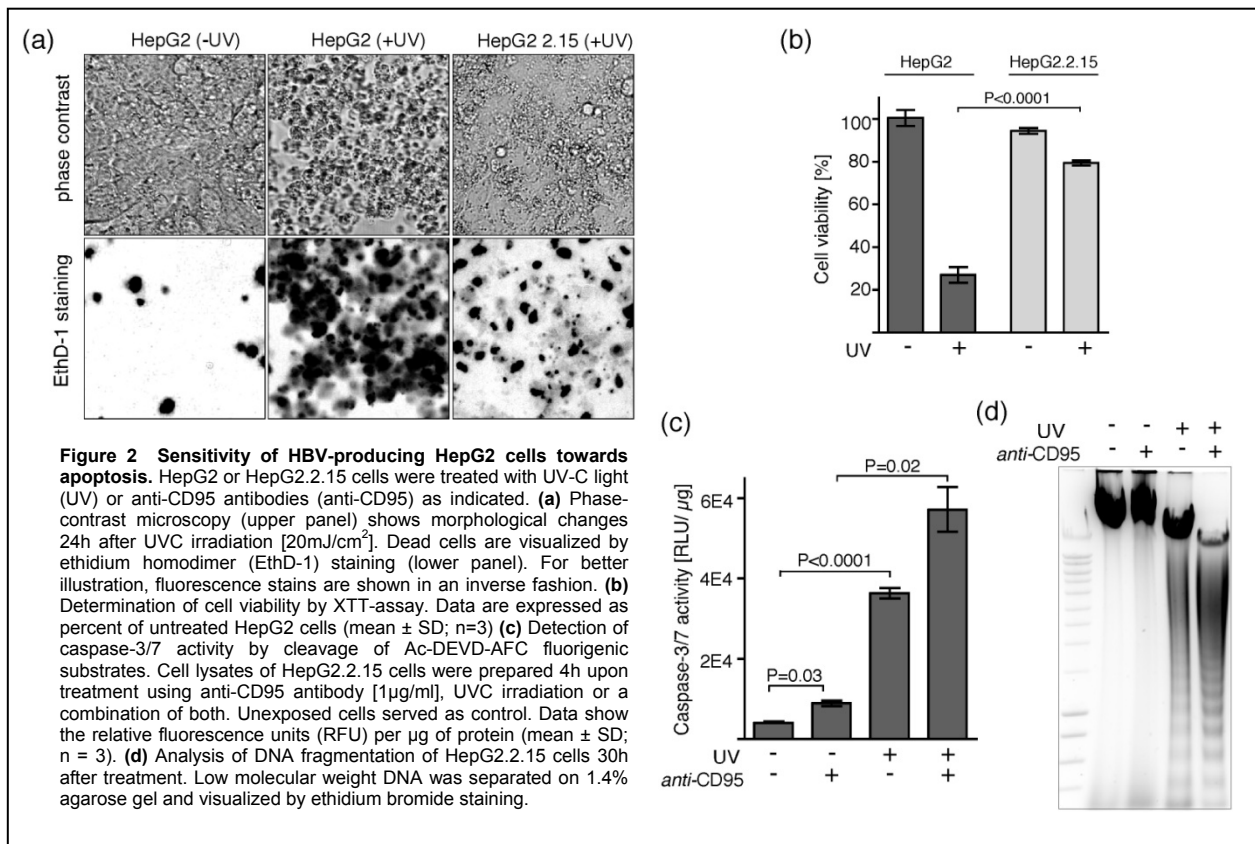 (a)
HepG2 (-UV)
HepG2 (+UV)
HepG2 2.15 (+UV)
phase contrast
EthD-1 staining
(b)
HepG2
HepG2.2.15
P<0.0001
100
80
60
40
20
Cell viability [%]
UV
-
+
-
+
Figure 2 Sensitivity of HBV-producing HepG2 cells towards
apoptosis. HepG2 or HepG2.2.15 cells were treated with UV-C light
(UV) or anti-CD95 antibodies (anti-CD95) as indicated. (a) Phase-
contrast microscopy (upper panel) shows morphological changes
24h after UVC irradiation [20mJ/cm²]. Dead cells are visualized by
ethidium homodimer (EthD-1) staining (lower panel). For better
illustration, fluorescence stains are shown in an inverse fashion. (b)
Determination of cell viability by XTT-assay. Data are expressed as
percent of untreated HepG2 cells (mean ± SD; n=3) (c) Detection of
caspase-3/7 activity by cleavage of Ac-DEVD-AFC fluorigenic
substrates. Cell lysates of HepG2.2.15 cells were prepared 4h upon
treatment using anti-CD95 antibody [1µg/ml], UVC irradiation or a
combination of both. Unexposed cells served as control. Data show
the relative fluorescence units (RFU) per µg of protein (mean ± SD;
n = 3). (d) Analysis of DNA fragmentation of HepG2.2.15 cells 30h
after treatment. Low molecular weight DNA was separated on 1.4%
agarose gel and visualized by ethidium bromide staining.
(c)
P=0.02
P<0.0001
P=0.03
6E4
4E4
2E4
Caspase-3/7 activity [RLU/ µg]
UV - - + +
anti-CD95 - + - +
(d)
UV - - + +
anti-CD95 - + - +